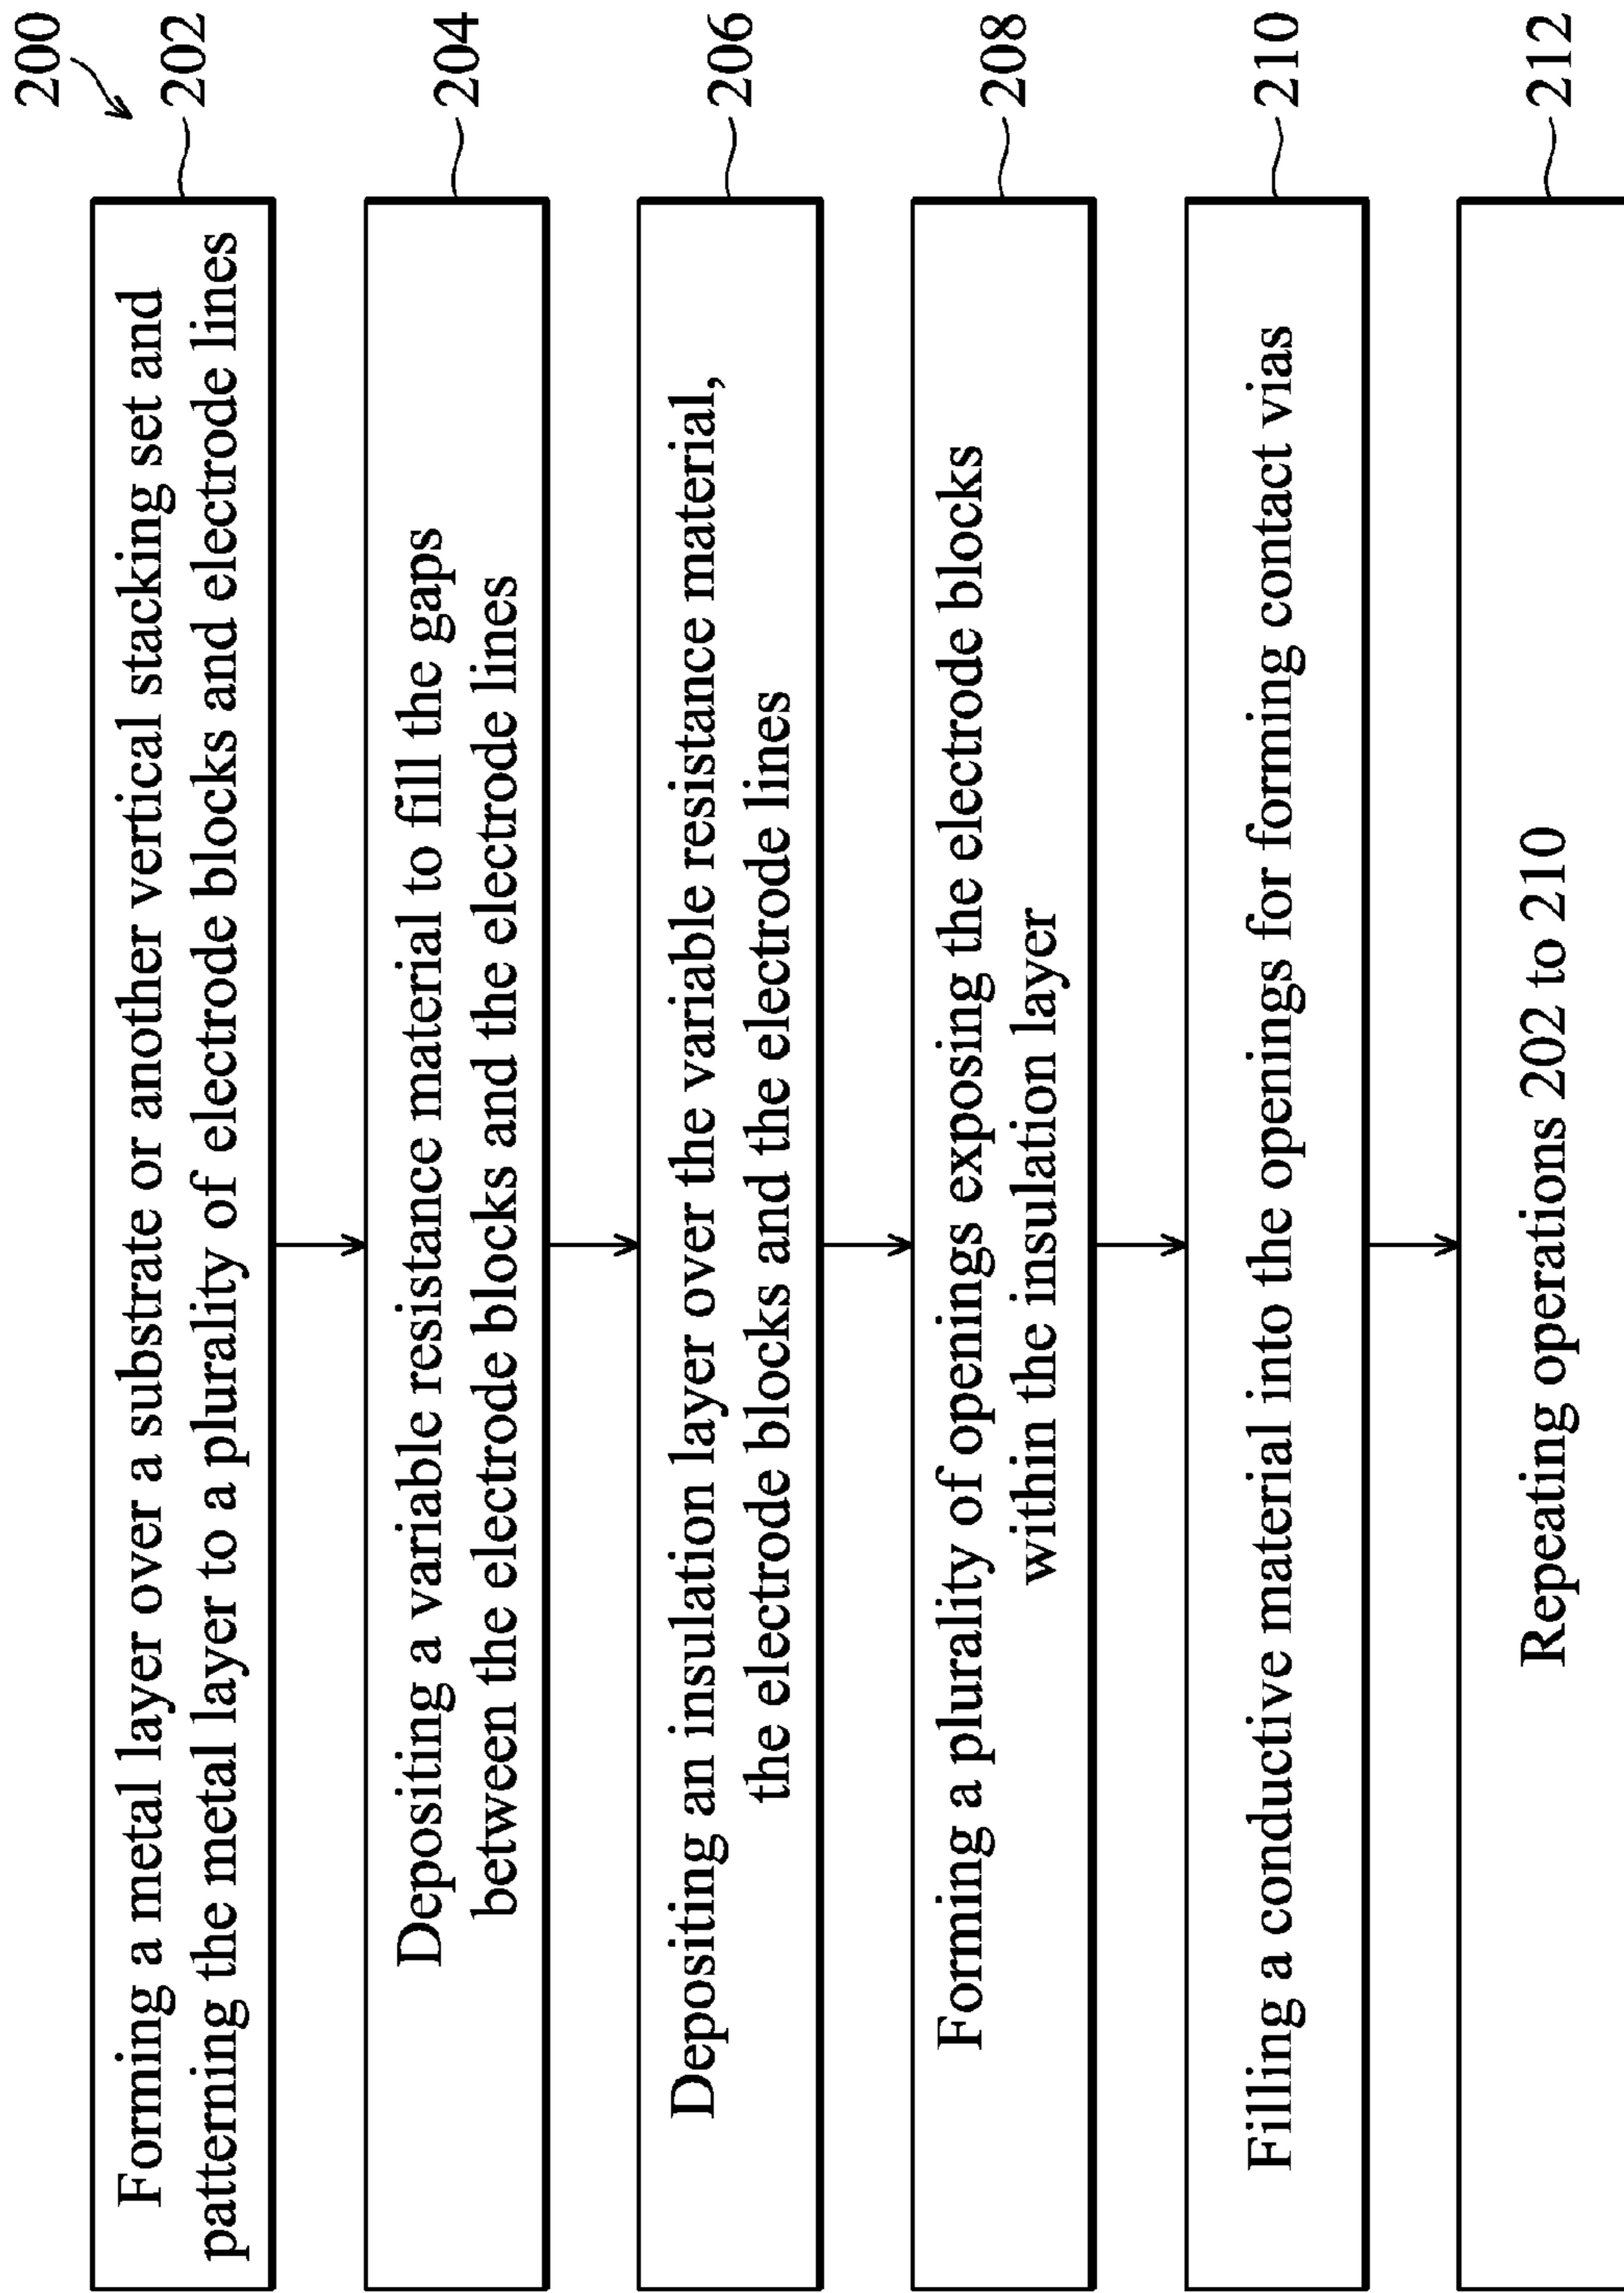 200
Forming a metal layer over a substrate or another vertical stacking set and
patterning the metal layer to a plurality of electrode blocks and electrode lines
202
Depositing a variable resistance material to fill the gaps
between the electrode blocks and the electrode lines
204
Depositing an insulation layer over the variable resistance material,
the electrode blocks and the electrode lines
206
Forming a plurality of openings exposing the electrode blocks
within the insulation layer
208
Filling a conductive material into the openings for forming contact vias
210
Repeating operations 202 to 210
212